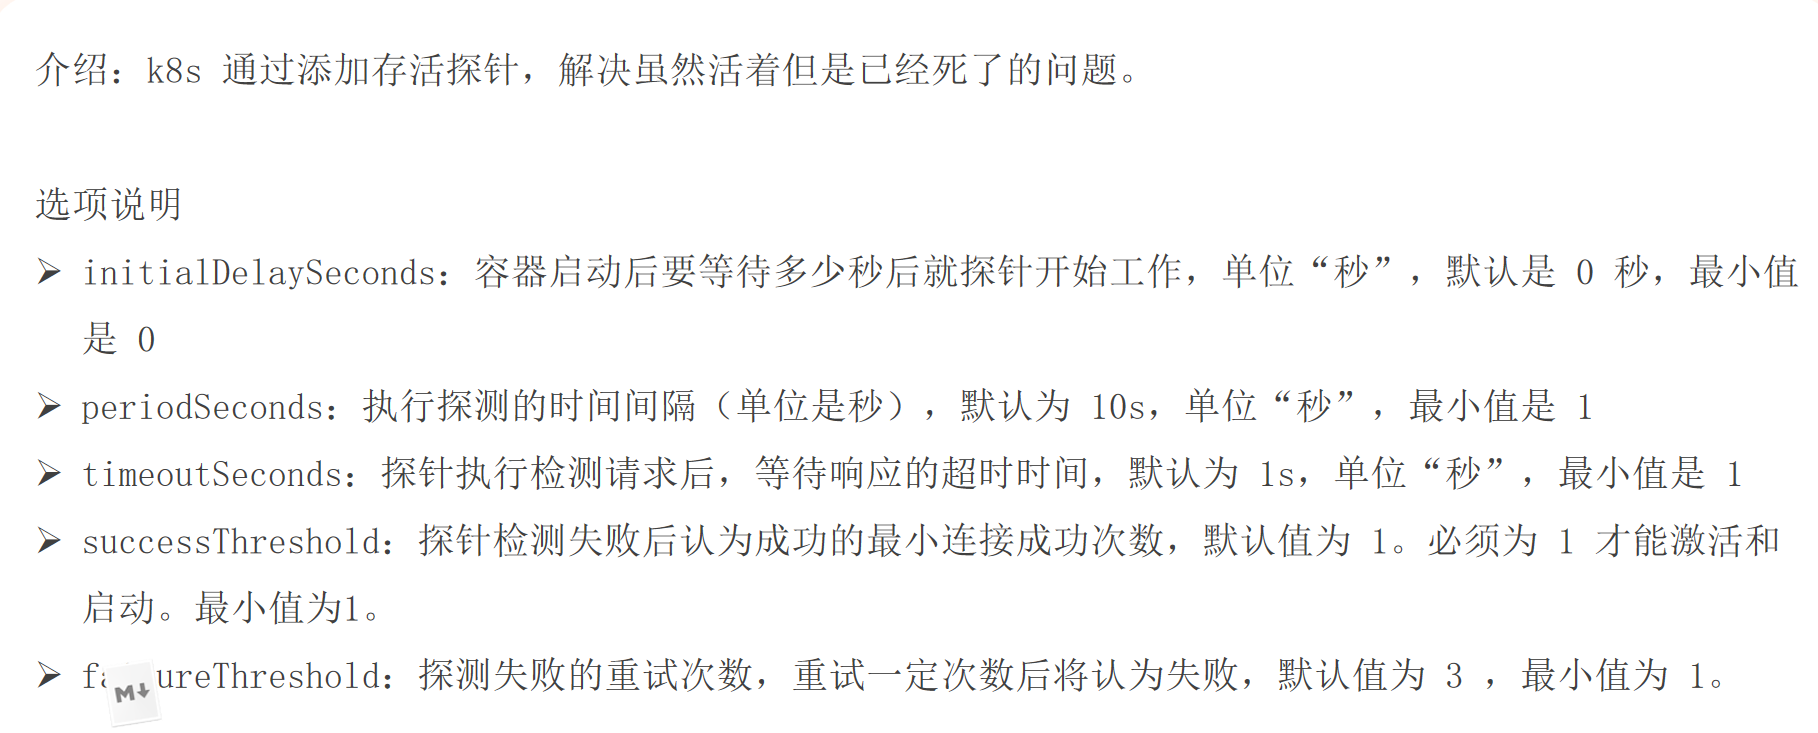 介绍：k8s 通过添加存活探针，解决虽然活着但是已经死了的问题。
选项说明
➢ initialDelaySeconds：容器启动后要等待多少秒后就探针开始工作，单位“秒”，默认是 0 秒，最小值
是 0
➢ periodSeconds：执行探测的时间间隔（单位是秒），默认为 10s，单位“秒”，最小值是 1
➢ timeoutSeconds：探针执行检测请求后，等待响应的超时时间，默认为 1s，单位“秒”，最小值是 1
➢ successThreshold：探针检测失败后认为成功的最小连接成功次数，默认值为 1。必须为 1 才能激活和
启动。最小值为1。
➢ ureThreshold：探测失败的重试次数，重试一定次数后将认为失败，默认值为 3 ，最小值为 1。
M↓